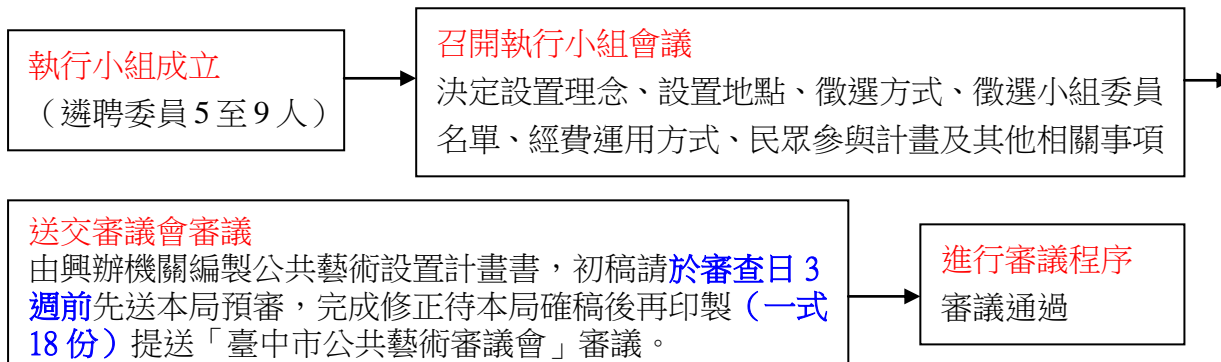 執行小組成立
（遴聘委員 5 至 9 人）
召開執行小組會議
決定設置理念、設置地點、徵選方式、徵選小組委員
名單、經費運用方式、民眾參與計畫及其他相關事項
送交審議會審議
由興辦機關編製公共藝術設置計畫書，初稿請於審查日 3
週前先送本局預審，完成修正待本局確稿後再印製（一式
18 份）提送「臺中市公共藝術審議會」審議。
進行審議程序
審議通過